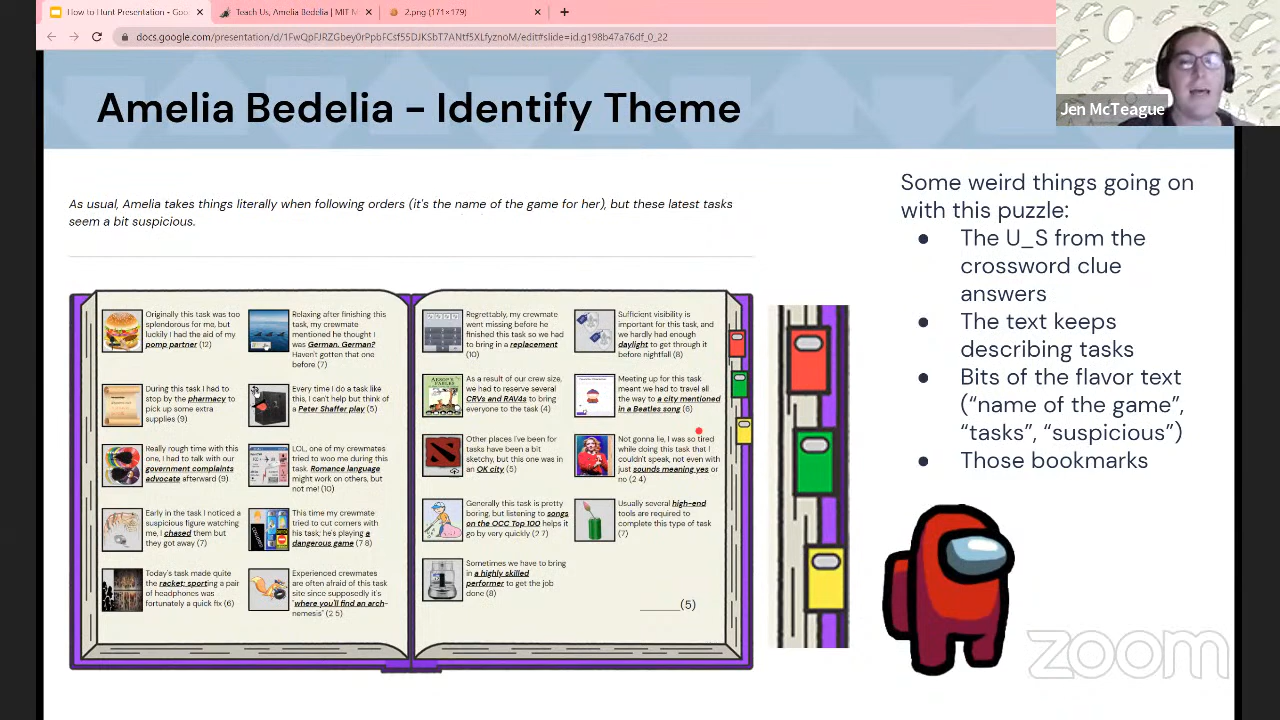 How to Hunt Presentation - Goo
Teach Us, Amelia Bedelia | MIT M
2.png (171×179)
docs.google.com/presentation/d/1FwQpFJRZGbey0rPpbFCsf55DJKSbT7ANtf5XLfyznoM/edit#slide=id.g198b47a76df_0_22
Jen McTeague
Amelia Bedelia - Identify Theme
As usual, Amelia takes things literally when following orders (it's the name of the game for her), but these latest tasks
seem a bit suspicious.
Originally this task was too
splendorous for me, but
luckily I had the aid of my
pomp partner (12)
During this task I had to
stop by the pharmacy to
pick up some extra
supplies (9)
Really rough time with this
one, I had to talk with our
government complaints
advocate afterward (9)
Early in the task I noticed a
suspicious figure watching
me, I chased them but
they got away (7)
Today's task made quite
the racket; sporting a pair
of headphones was
fortunately a quick fix (6)
Relaxing after finishing this
task, my crewmate
mentioned he thought I
was German. German?
Haven't gotten that one
before (7)
Every time I do a task like
this, I can't help but think of
a Peter Shaffer play (5)
LOL, one of my crewmates
tried to woo me during this
task. Romance language
might work on others, but
not me! (10)
This time my crewmate
tried to cut corners with
his task; he's playing a
dangerous game (7 8)
Experienced crewmates
are often afraid of this task
site since supposedly it's
"where you'll find an arch-
nemesis" (2 5)
Regrettably, my crewmate
went missing before he
finished this task so we had
to bring in a replacement
(10)
As a result of our crew size,
we had to reserve several
CRVs and RAV4s to bring
everyone to the task (4)
Other places I've been for
tasks have been a bit
sketchy, but this one was in
an OK city (5)
Generally this task is pretty
boring, but listening to songs
on the OCC Top 100 helps it
go by very quickly (2 7)
Sometimes we have to bring
in a highly skilled
performer to get the job
done (8)
Sufficient visibility is
important for this task, and
we hardly had enough
daylight to get through it
before nightfall (8)
Meeting up for this task
meant we had to travel all
the way to a city mentioned
in a Beatles song (6)
Not gonna lie, I was so tired
while doing this task that I
couldn't speak, not even with
just sounds meaning yes or
no (2 4)
Usually several high-end
tools are required to
complete this type of task
(7)
______(5)
AESOP'S
FABLES
Some weird things going on
with this puzzle:
● The U_S from the
crossword clue
answers
● The text keeps
describing tasks
● Bits of the flavor text
("name of the game",
"tasks", "suspicious")
● Those bookmarks
zoom